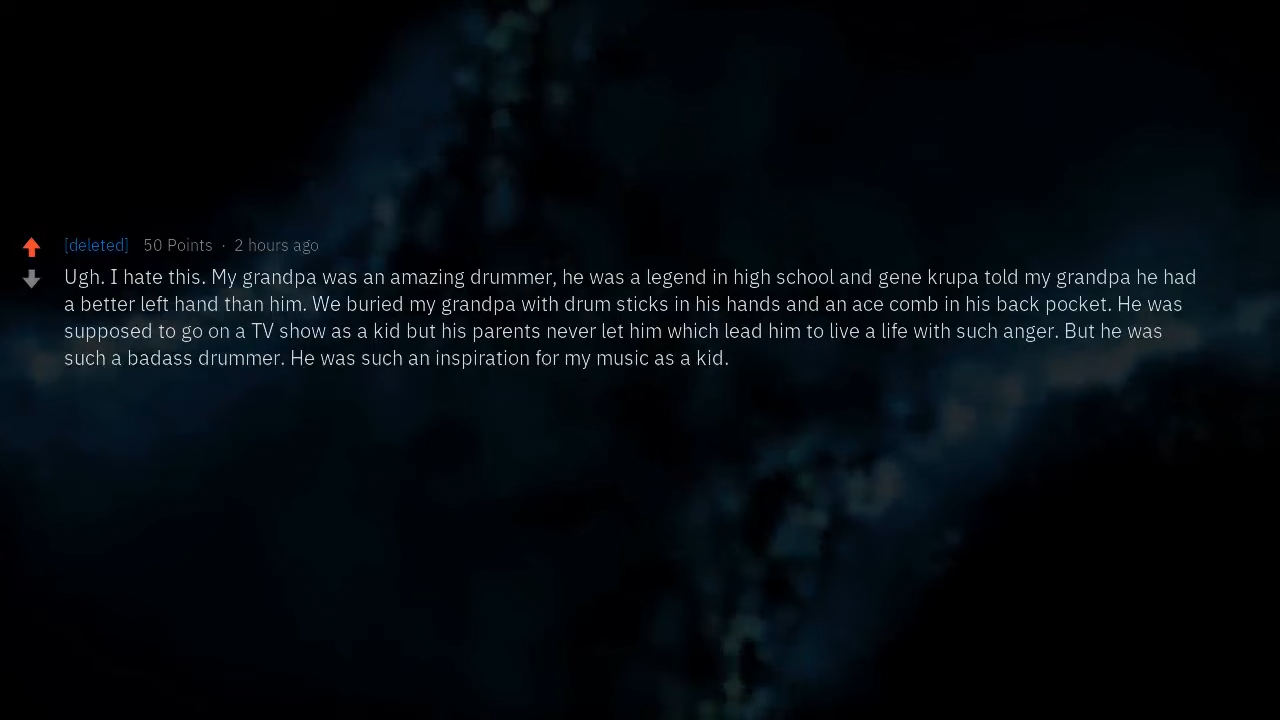 [deleted] 50 Points · 2 hours ago
Ugh. I hate this. My grandpa was an amazing drummer, he was a legend in high school and gene krupa told my grandpa he had
a better left hand than him. We buried my grandpa with drum sticks in his hands and an ace comb in his back pocket. He was
supposed to go on a TV show as a kid but his parents never let him which lead him to live a life with such anger. But he was
such a badass drummer. He was such an inspiration for my music as a kid.